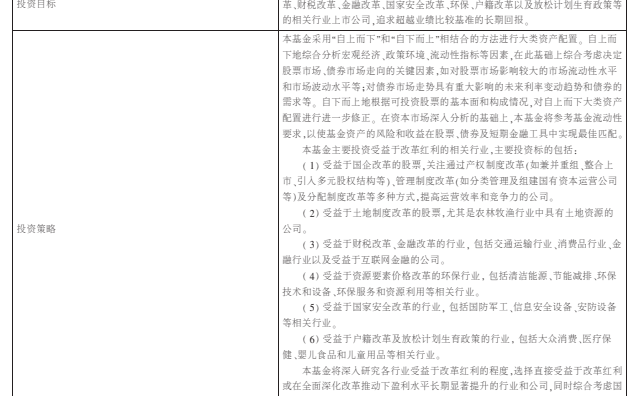 投资目标
革、财税改革、金融改革、国家安全改革、环保、户籍改革以及放松计划生育政策等
的相关行业上市公司,追求超越业绩比较基准的长期回报。
本基金采用“自上而下”和“自下而上”相结合的方法进行大类资产配置。自上而
下地综合分析宏观经济、政策环境、流动性指标等因素,在此基础上综合考虑决定
股票市场、债券市场走向的关键因素,如对股票市场影响较大的市场流动性水平
和市场波动水平等;对债券市场走势具有重大影响的未来利率变动趋势和债券的
需求等。自下而上地根据可投资股票的基本面和构成情况,对自上而下大类资产
配置进行进一步修正。在资本市场深入分析的基础上,本基金将参考基金流动性
要求,以使基金资产的风险和收益在股票、债券及短期金融工具中实现最佳匹配。
本基金主要投资受益于改革红利的相关行业,主要投资标的包括:
(1)受益于国企改革的股票,关注通过产权制度改革(如兼并重组、整合上
市、引入多元股权结构等)、管理制度改革(如分类管理及组建国有资本运营公司
等)及分配制度改革等多种方式,提高运营效率和竞争力的公司。
(2)受益于土地制度改革的股票,尤其是农林牧渔行业中具有土地资源的
公司。
投资策略
(3)受益于财税改革、金融改革的行业,包括交通运输行业、消费品行业、金
融行业以及受益于互联网金融的公司。
(4)受益于资源要素价格改革的环保行业,包括清洁能源、节能减排、环保
技术和设备、环保服务和资源利用等相关行业。
(5)受益于国家安全改革的行业,包括国防军工、信息安全设备、安防设备
等相关行业。
(6)受益于户籍改革及放松计划生育政策的行业,包括大众消费、医疗保
健、婴儿食品和儿童用品等相关行业。
本基金将深入研究各行业受益于改革红利的程度,选择直接受益于改革红利
或在全面深化改革推动下盈利水平长期显著提升的行业和公司,同时综合考虑国